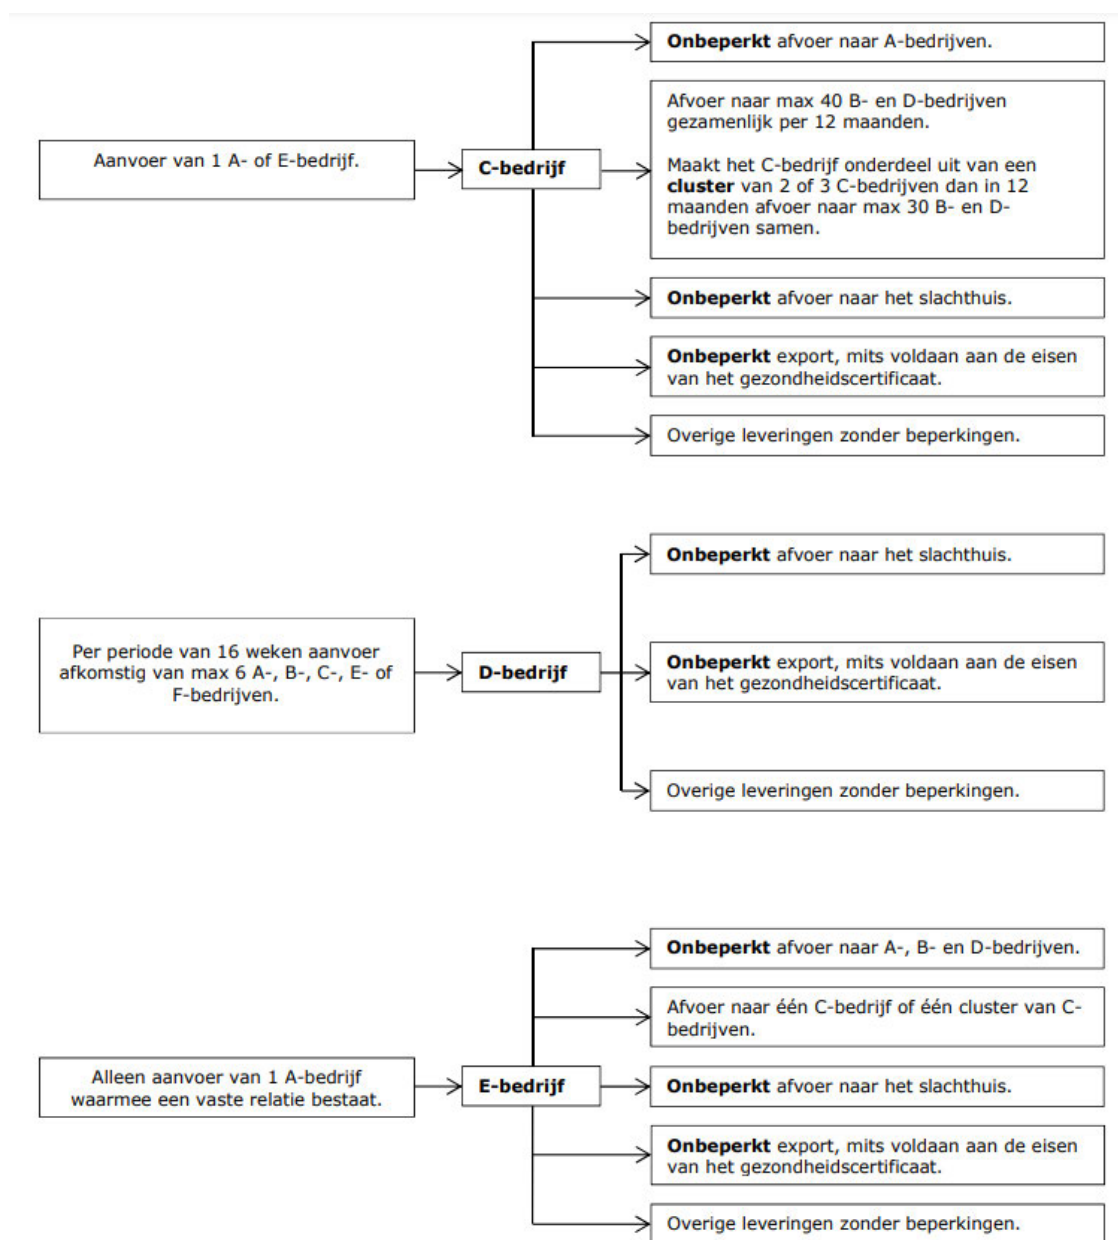 Onbeperkt afvoer naar A-bedrijven.
Aanvoer van 1 A- of E-bedrijf.
C-bedrijf
Afvoer naar max 40 B- en D-bedrijven
gezamenlijk per 12 maanden.
Maakt het C-bedrijf onderdeel uit van een
cluster van 2 of 3 C-bedrijven dan in 12
maanden afvoer naar max 30 B- en D-
bedrijven samen.
Onbeperkt afvoer naar het slachthuis.
Onbeperkt export, mits voldaan aan de eisen
van het gezondheidscertificaat.
Overige leveringen zonder beperkingen.
Onbeperkt afvoer naar het slachthuis.
Per periode van 16 weken aanvoer
afkomstig van max 6 A-, B-, C-, E- of
F-bedrijven.
D-bedrijf
Onbeperkt export, mits voldaan aan de eisen
van het gezondheidscertificaat.
Overige leveringen zonder beperkingen.
Onbeperkt afvoer naar A-, B- en D-bedrijven.
Afvoer naar één C-bedrijf of één cluster van C-
bedrijven.
Alleen aanvoer van 1 A-bedrijf
waarmee een vaste relatie bestaat.
E-bedrijf
Onbeperkt afvoer naar het slachthuis.
Onbeperkt export, mits voldaan aan de eisen
van het gezondheidscertificaat.
Overige leveringen zonder beperkingen.